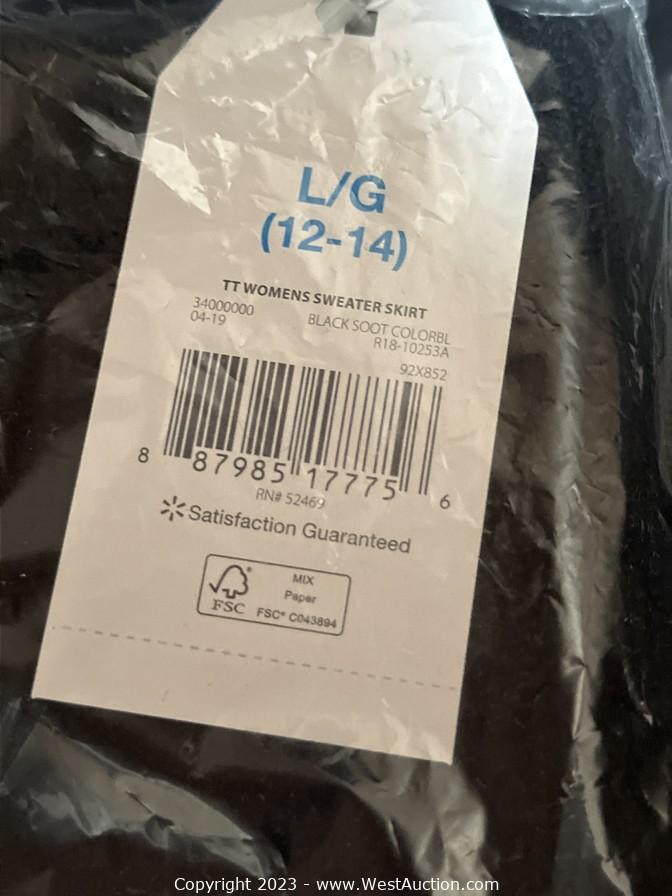 L/G
(12-14)
TT WOMENS SWEATER SKIRT
34000000 BLACK SOOT COLORBL
04-19 R18-10253A
92X852
8 87985 17775 6
RN# 52469
Satisfaction Guaranteed
MIX
Paper
FSC FSC® C043894
Copyright 2023 - www.WestAuction.com